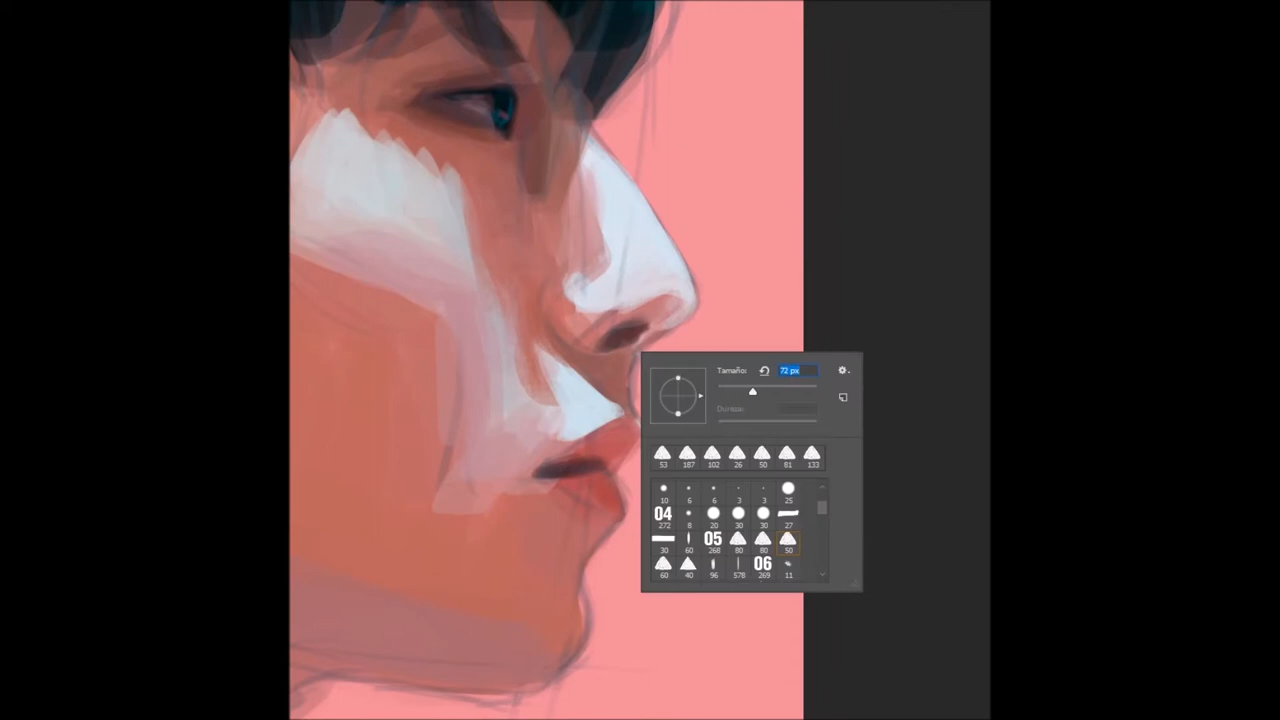 Tamaño: 72 px
Dureza:
53 187 102 26 50 81 133
10 6 6 3 3 25
04 272 8 20 30 30 27
30 60 05 268 80 80 50
60 40 96 578 06 269 11